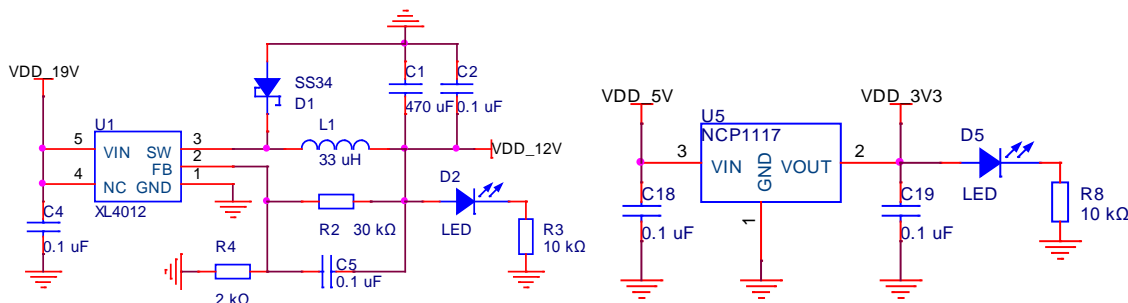 VDD_19V
U1
5
VIN
SW
3
FB
2
4
NC
GND
1
XL4012
C4
0.1 uF
SS34
D1
L1
33 uH
C1
470 uF
C2
0.1 uF
VDD_12V
D2
LED
R2
30 kΩ
R3
10 kΩ
R4
2 kΩ
C5
0.1 uF
VDD_5V
U5
NCP1117
3
VIN
GND
VOUT
2
1
C18
0.1 uF
VDD_3V3
D5
LED
C19
0.1 uF
R8
10 kΩ